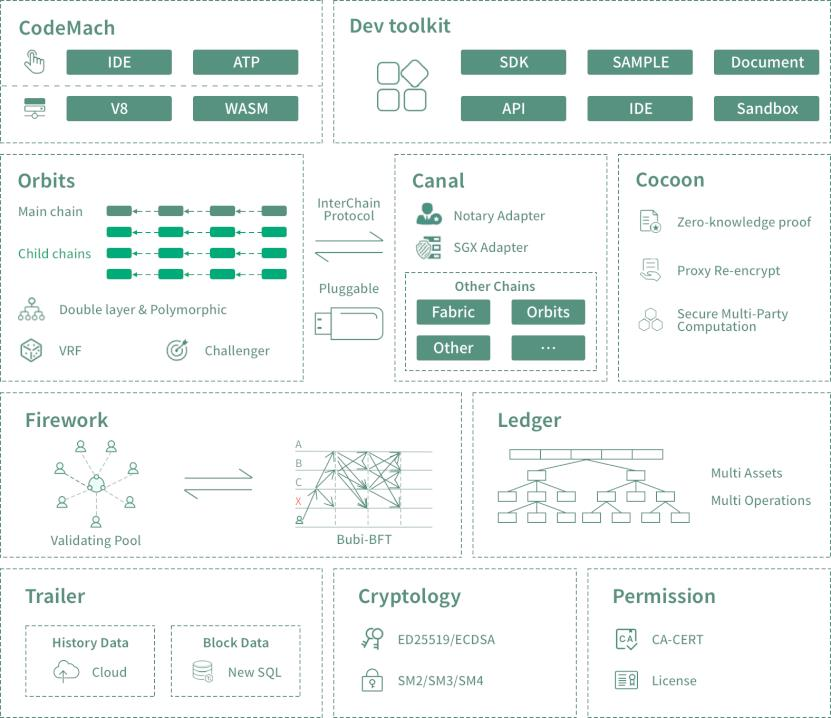 CodeMach
IDE
ATP
V8
WASM
Dev toolkit
SDK
SAMPLE
Document
API
IDE
Sandbox
Orbits
Main chain
Child chains
Double layer & Polymorphic
VRF
Challenger
InterChain
Protocol
Pluggable
Canal
Notary Adapter
SGX Adapter
Other Chains
Fabric
Orbits
Other
...
Cocoon
Zero-knowledge proof
Proxy Re-encrypt
Secure Multi-Party
Computation
Firework
Validating Pool
A
B
C
X
Bubi-BFT
Ledger
Multi Assets
Multi Operations
Trailer
History Data
Cloud
Block Data
New SQL
Cryptology
ED25519/ECDSA
SM2/SM3/SM4
Permission
CA
CA-CERT
License